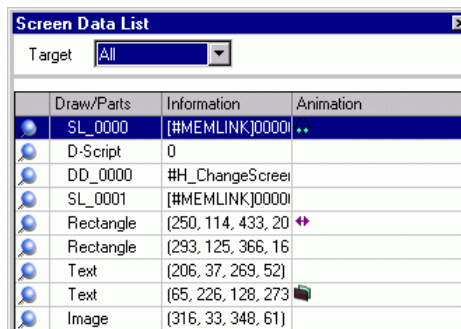 Screen Data List
Target All
Draw/Parts Information Animation
SL_0000 [#MEMLINK]0000
D-Script 0
DD_0000 #H_ChangeScree
SL_0001 [#MEMLINK]0000
Rectangle (250, 114, 433, 20
Rectangle (293, 125, 366, 16
Text (206, 37, 269, 52)
Text (65, 226, 128, 273
Image (316, 33, 348, 61)